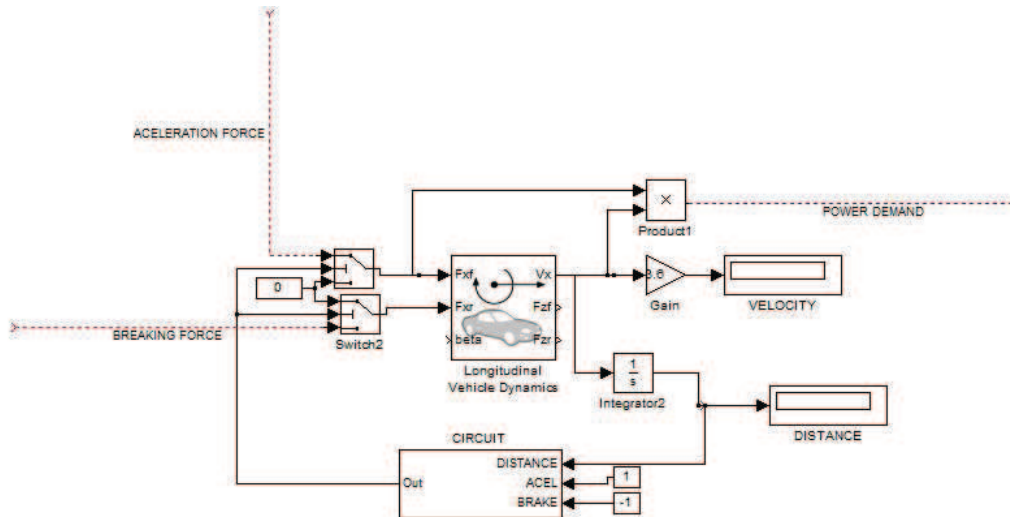 ACELERATION FORCE
×
POWER DEMAND
Product1
Fxf
Vx
3.6
0
Fxr
Fzf
Gain
VELOCITY
BREAKING FORCE
Switch2
beta
Fzr
Longitudinal
Vehicle Dynamics
1
s
Integrator2
DISTANCE
CIRCUIT
DISTANCE
Out
ACEL
1
BRAKE
-1